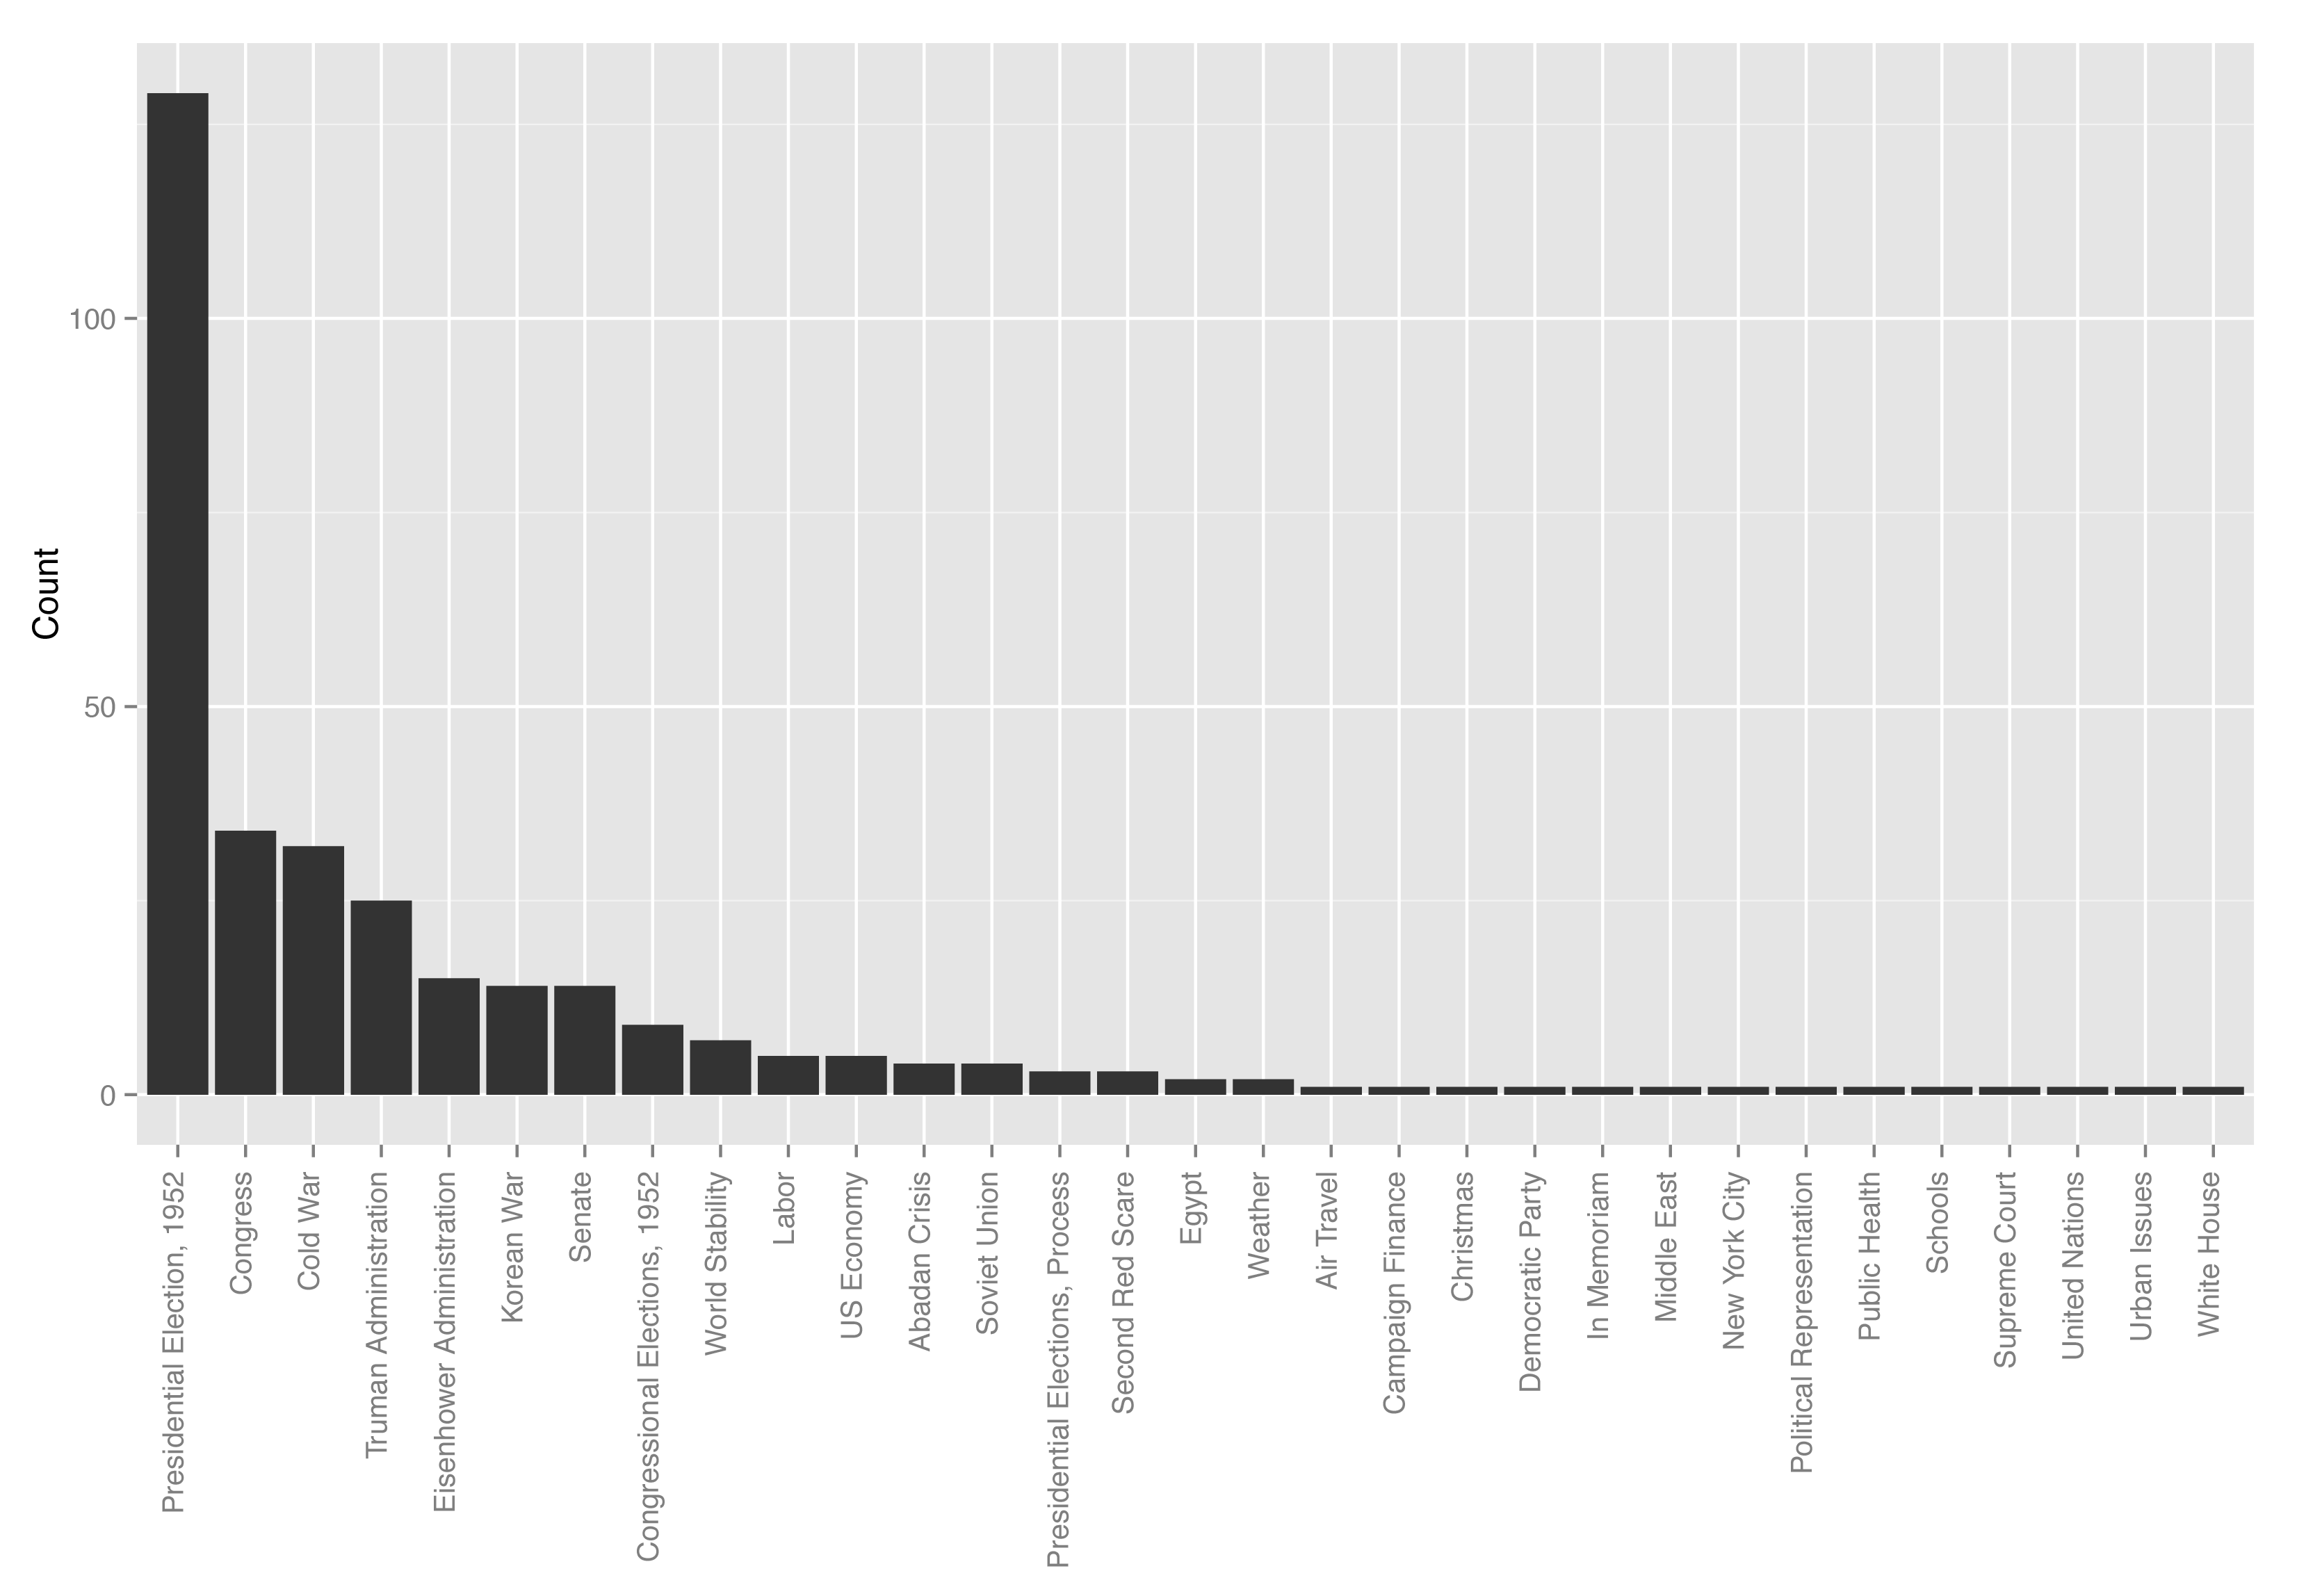 Count
100
50
0
Presidential Election, 1952
Congress
Cold War
Truman Administration
Eisenhower Administration
Korean War
Senate
Congressional Elections, 1952
World Stability
Labor
US Economy
Abadan Crisis
Soviet Union
Presidential Elections, Process
Second Red Scare
Egypt
Weather
Air Travel
Campaign Finance
Christmas
Democratic Party
In Memoriam
Middle East
New York City
Political Representation
Public Health
Schools
Supreme Court
United Nations
Urban Issues
White House